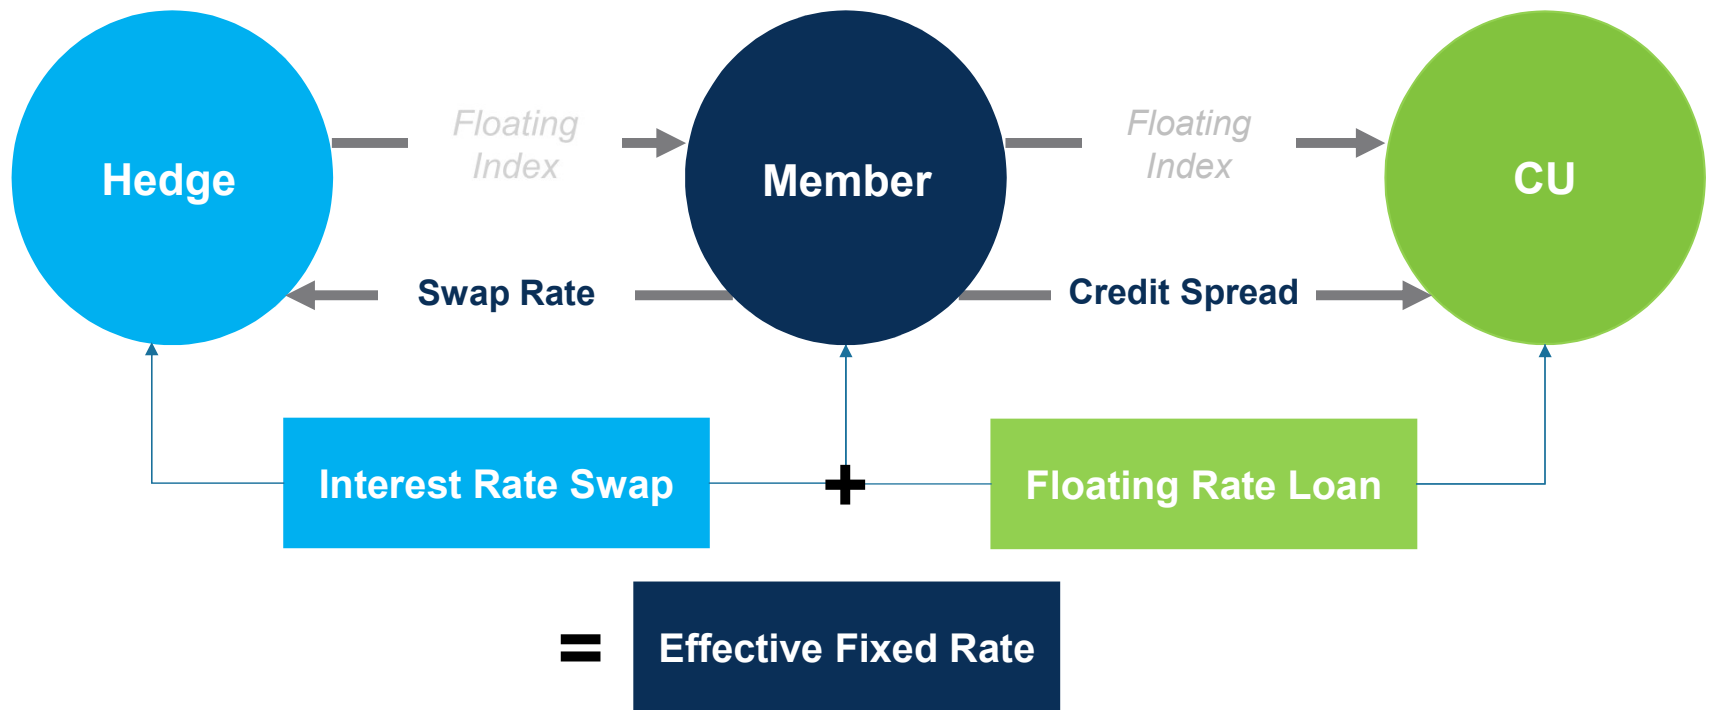 Floating
Index
Floating
Index
Hedge
Member
CU
Swap Rate
Credit Spread
Interest Rate Swap
+
Floating Rate Loan
=
Effective Fixed Rate